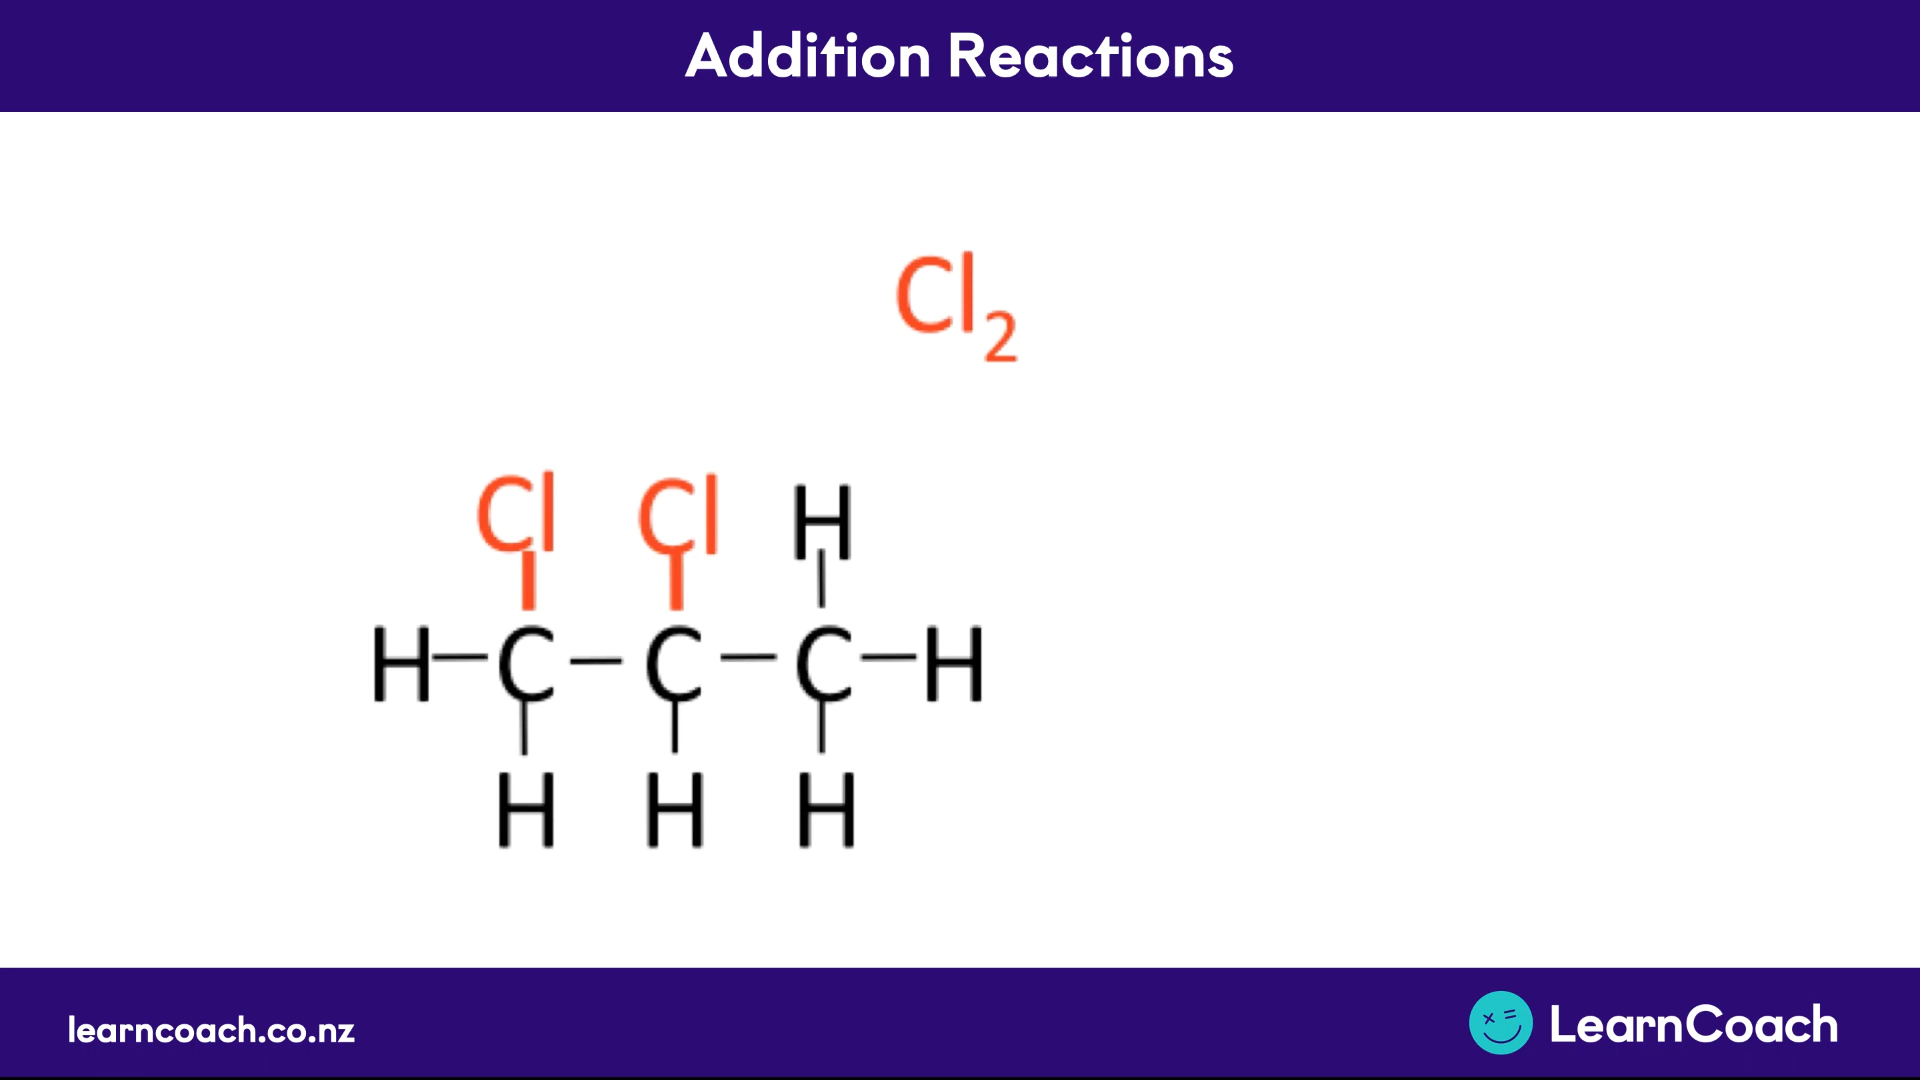 Addition Reactions
Cl₂
Cl Cl H
H—C—C—C—H
H H H
learncoach.co.nz
LearnCoach